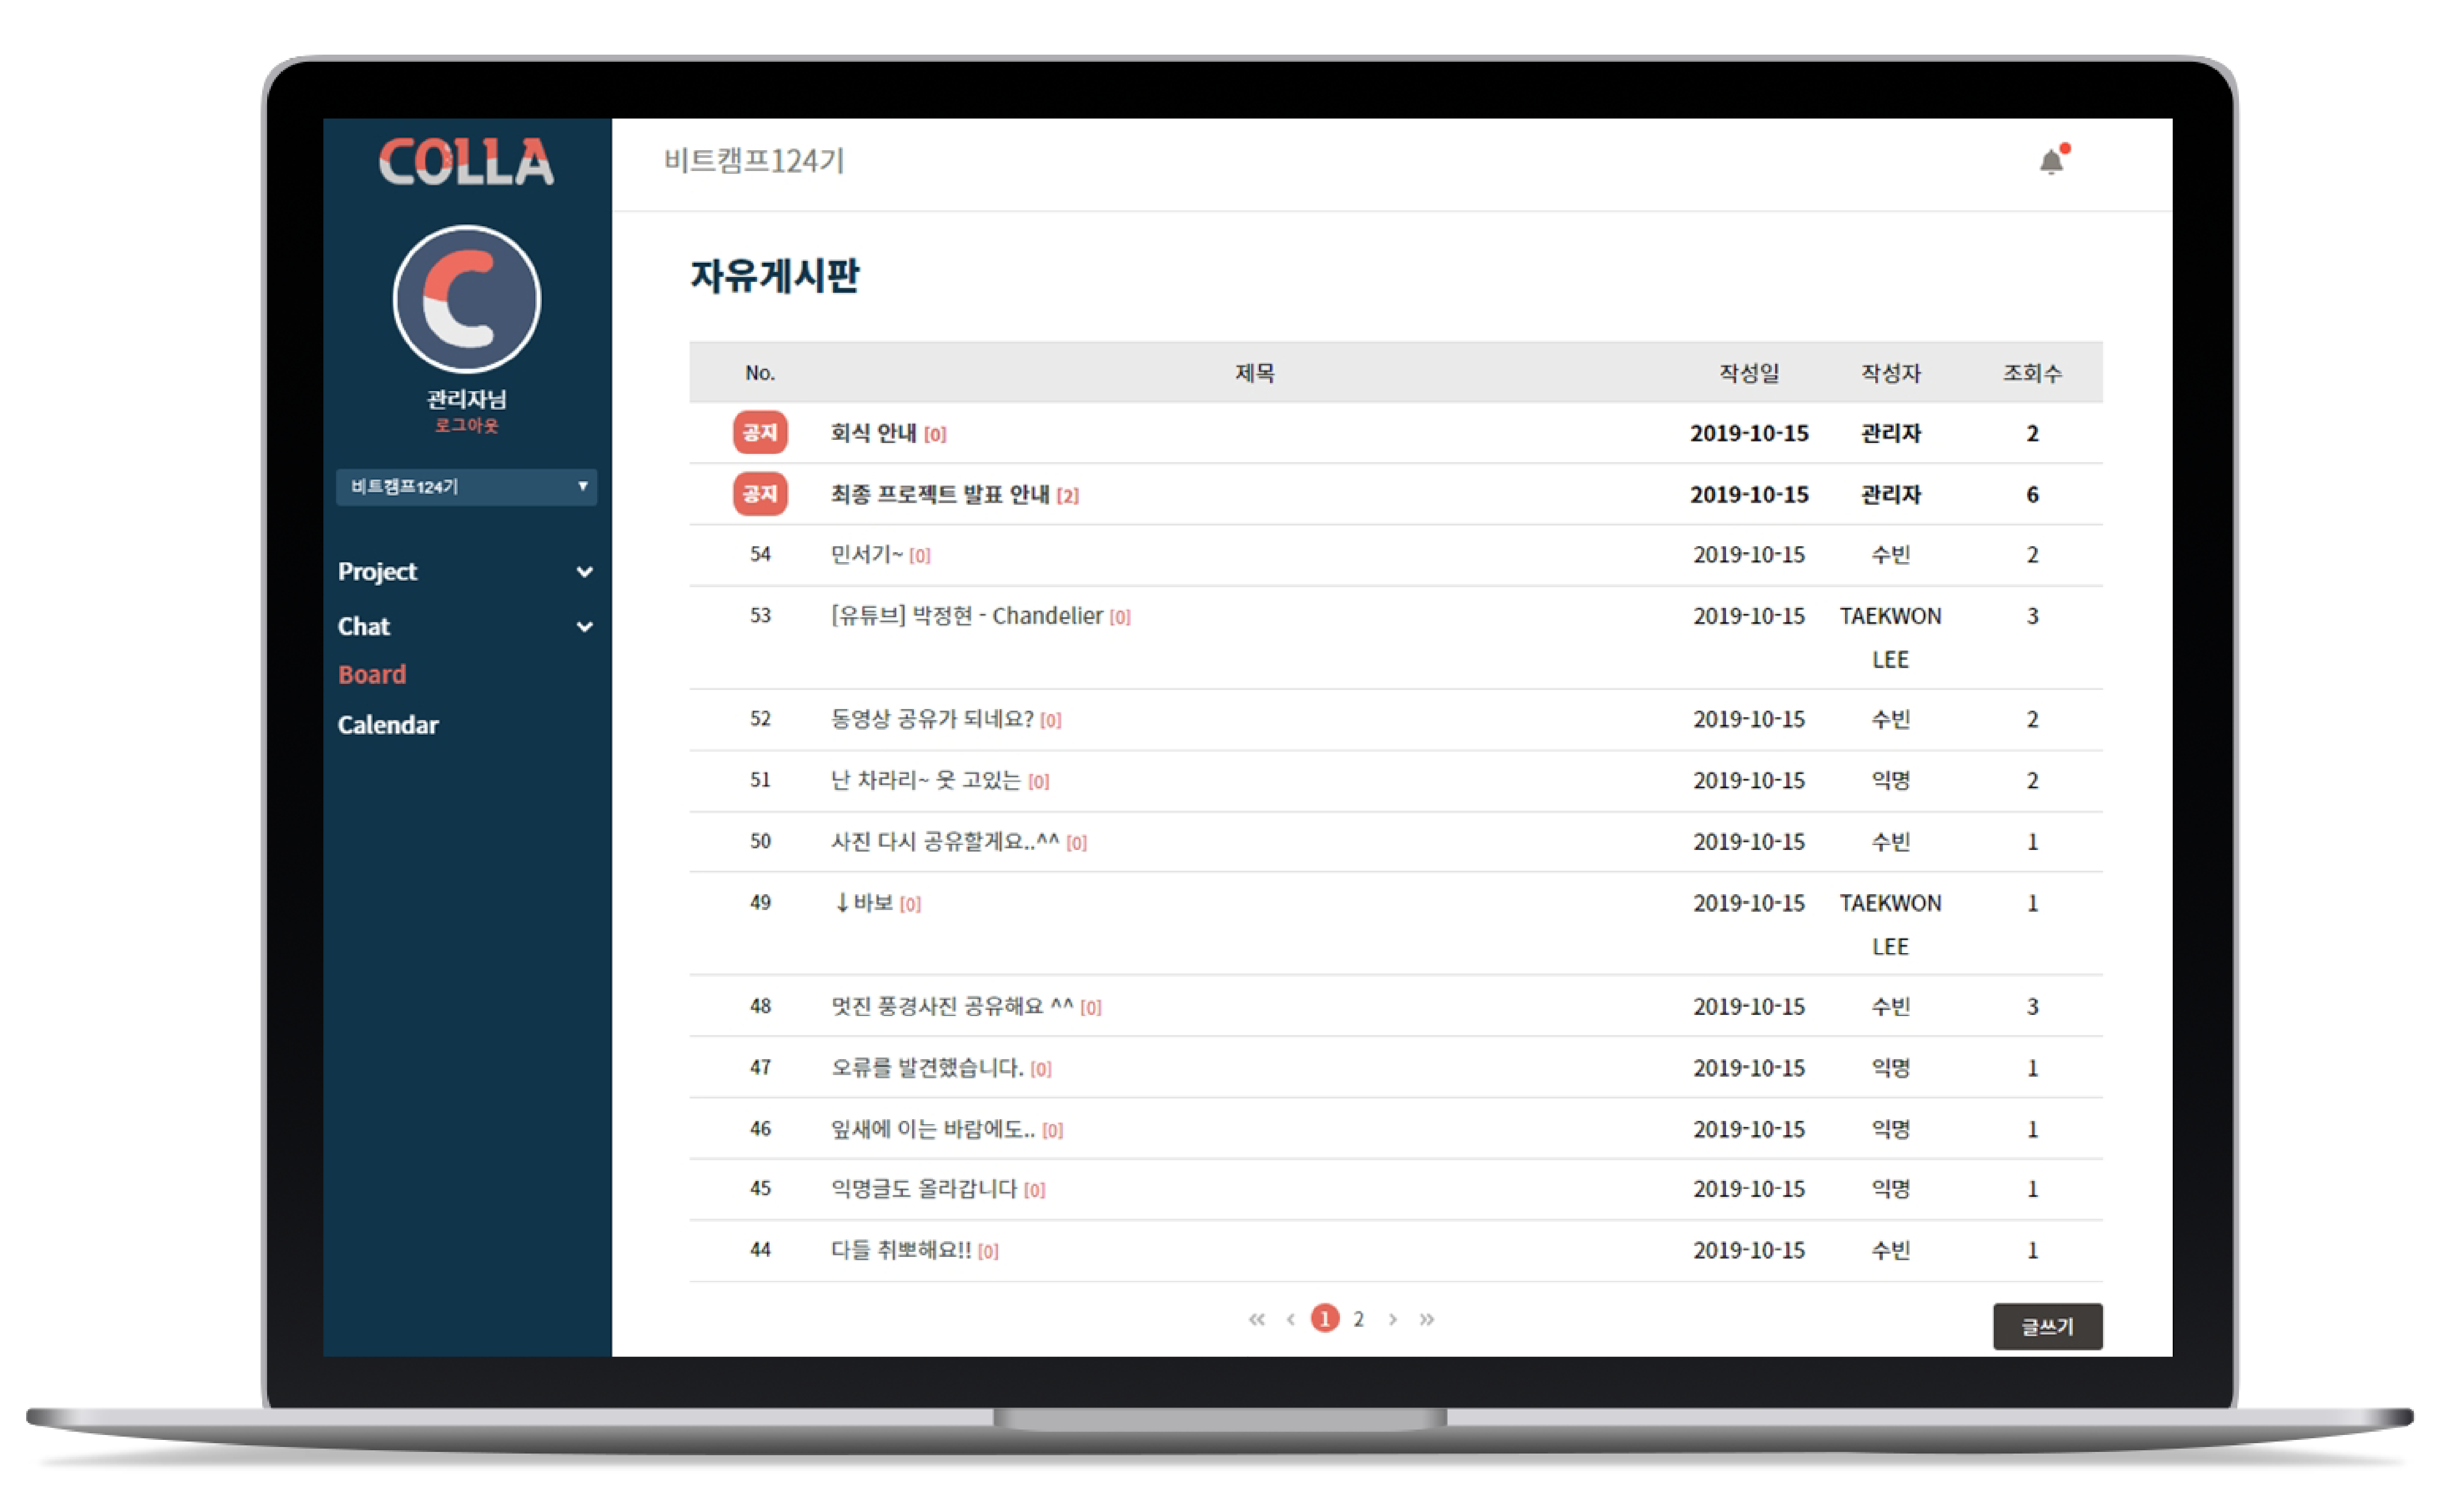 COLLA
비트캠프124기
관리자님
로그아웃
비트캠프124기 ▼
Project
Chat
Board
Calendar
자유게시판
No. 제목 작성일 작성자 조회수
공지 회식 안내 [0] 2019-10-15 관리자 2
공지 최종 프로젝트 발표 안내 [2] 2019-10-15 관리자 6
54 민서기~ [0] 2019-10-15 수빈 2
53 [유튜브] 박정현 - Chandelier [0] 2019-10-15 TAEKWON 3
LEE
52 동영상 공유가 되네요? [0] 2019-10-15 수빈 2
51 난 차라리~ 웃 고있는 [0] 2019-10-15 익명 2
50 사진 다시 공유할게요..^^ [0] 2019-10-15 수빈 1
49 ↓바보 [0] 2019-10-15 TAEKWON 1
LEE
48 멋진 풍경사진 공유해요 ^^ [0] 2019-10-15 수빈 3
47 오류를 발견했습니다. [0] 2019-10-15 익명 1
46 잎새에 이는 바람에도.. [0] 2019-10-15 익명 1
45 익명글도 올라갑니다 [0] 2019-10-15 익명 1
44 다들 취뽀해요!! [0] 2019-10-15 수빈 1
« ‹ 1 2 › »
글쓰기